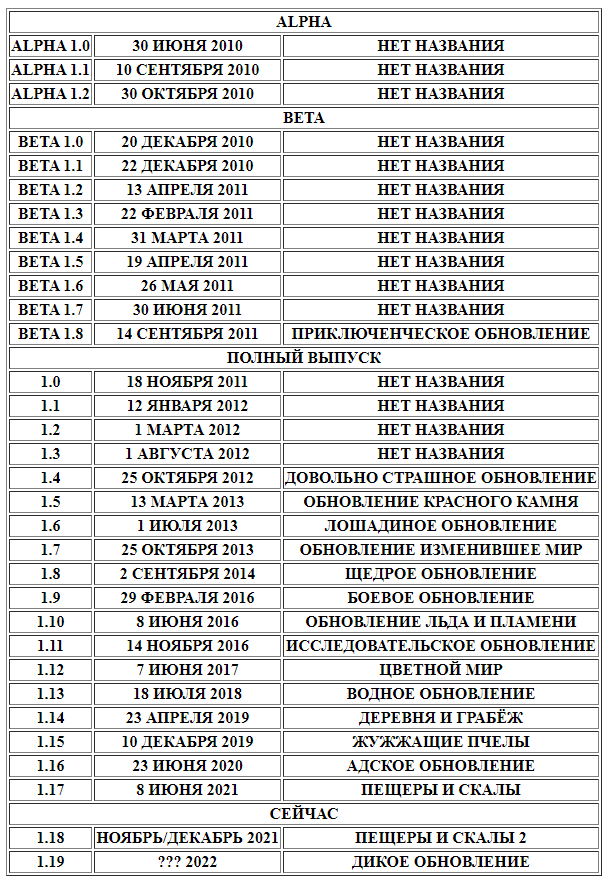 ALPHA
ALPHA 1.0 30 ИЮНЯ 2010 НЕТ НАЗВАНИЯ
ALPHA 1.1 10 СЕНТЯБРЯ 2010 НЕТ НАЗВАНИЯ
ALPHA 1.2 30 ОКТЯБРЯ 2010 НЕТ НАЗВАНИЯ
BETA
BETA 1.0 20 ДЕКАБРЯ 2010 НЕТ НАЗВАНИЯ
BETA 1.1 22 ДЕКАБРЯ 2010 НЕТ НАЗВАНИЯ
BETA 1.2 13 АПРЕЛЯ 2011 НЕТ НАЗВАНИЯ
BETA 1.3 22 ФЕВРАЛЯ 2011 НЕТ НАЗВАНИЯ
BETA 1.4 31 МАРТА 2011 НЕТ НАЗВАНИЯ
BETA 1.5 19 АПРЕЛЯ 2011 НЕТ НАЗВАНИЯ
BETA 1.6 26 МАЯ 2011 НЕТ НАЗВАНИЯ
BETA 1.7 30 ИЮНЯ 2011 НЕТ НАЗВАНИЯ
BETA 1.8 14 СЕНТЯБРЯ 2011 ПРИКЛЮЧЕНЧЕСКОЕ ОБНОВЛЕНИЕ
ПОЛНЫЙ ВЫПУСК
1.0 18 НОЯБРЯ 2011 НЕТ НАЗВАНИЯ
1.1 12 ЯНВАРЯ 2012 НЕТ НАЗВАНИЯ
1.2 1 МАРТА 2012 НЕТ НАЗВАНИЯ
1.3 1 АВГУСТА 2012 НЕТ НАЗВАНИЯ
1.4 25 ОКТЯБРЯ 2012 ДОВОЛЬНО СТРАШНОЕ ОБНОВЛЕНИЕ
1.5 13 МАРТА 2013 ОБНОВЛЕНИЕ КРАСНОГО КАМНЯ
1.6 1 ИЮЛЯ 2013 ЛОШАДИНОЕ ОБНОВЛЕНИЕ
1.7 25 ОКТЯБРЯ 2013 ОБНОВЛЕНИЕ ИЗМЕНИВШЕЕ МИР
1.8 2 СЕНТЯБРЯ 2014 ЩЕДРОЕ ОБНОВЛЕНИЕ
1.9 29 ФЕВРАЛЯ 2016 БОЕВОЕ ОБНОВЛЕНИЕ
1.10 8 ИЮНЯ 2016 ОБНОВЛЕНИЕ ЛЬДА И ПЛАМЕНИ
1.11 14 НОЯБРЯ 2016 ИССЛЕДОВАТЕЛЬСКОЕ ОБНОВЛЕНИЕ
1.12 7 ИЮНЯ 2017 ЦВЕТНОЙ МИР
1.13 18 ИЮЛЯ 2018 ВОДНОЕ ОБНОВЛЕНИЕ
1.14 23 АПРЕЛЯ 2019 ДЕРЕВНЯ И ГРАБЁЖ
1.15 10 ДЕКАБРЯ 2019 ЖУЖЖАЩИЕ ПЧЕЛЫ
1.16 23 ИЮНЯ 2020 АДСКОЕ ОБНОВЛЕНИЕ
1.17 8 ИЮНЯ 2021 ПЕЩЕРЫ И СКАЛЫ
СЕЙЧАС
1.18 НОЯБРЬ/ДЕКАБРЬ 2021 ПЕЩЕРЫ И СКАЛЫ 2
1.19 ??? 2022 ДИКОЕ ОБНОВЛЕНИЕ